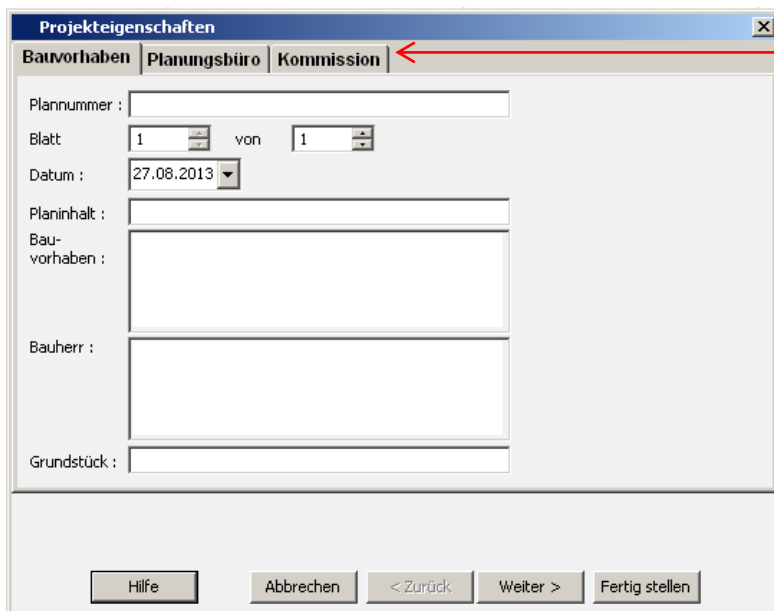 Projekteigenschaften
Bauvorhaben Planungsbüro Kommission
Plannummer :
Blatt 1 von 1
Datum : 27.08.2013
Planinhalt :
Bau-
vorhaben :
Bauherr :
Grundstück :
Hilfe Abbrechen < Zurück Weiter > Fertig stellen